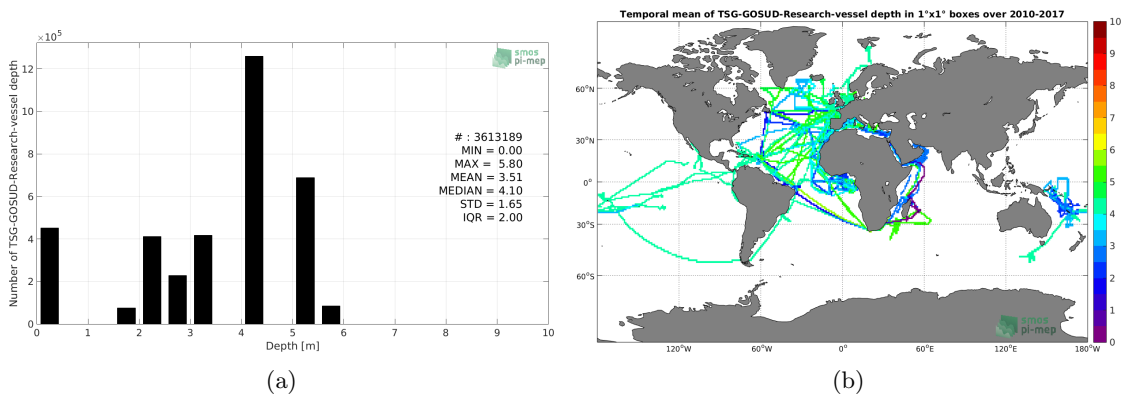 ×10⁵
12
10
8
6
4
2
0
Number of TSG-GOSUD-Research-vessel depth
smos
pi-mep
# : 3613189
MIN = 0.00
MAX = 5.80
MEAN = 3.51
MEDIAN = 4.10
STD = 1.65
IQR = 2.00
0 1 2 3 4 5 6 7 8 9 10
Depth [m]
(a)
Temporal mean of TSG-GOSUD-Research-vessel depth in 1°x1° boxes over 2010-2017
60°N
30°N
0°
30°S
60°S
120°W 60°W 0° 60°E 120°E 180°W
smos
pi-mep
10
9
8
7
6
5
4
3
2
1
0
(b)